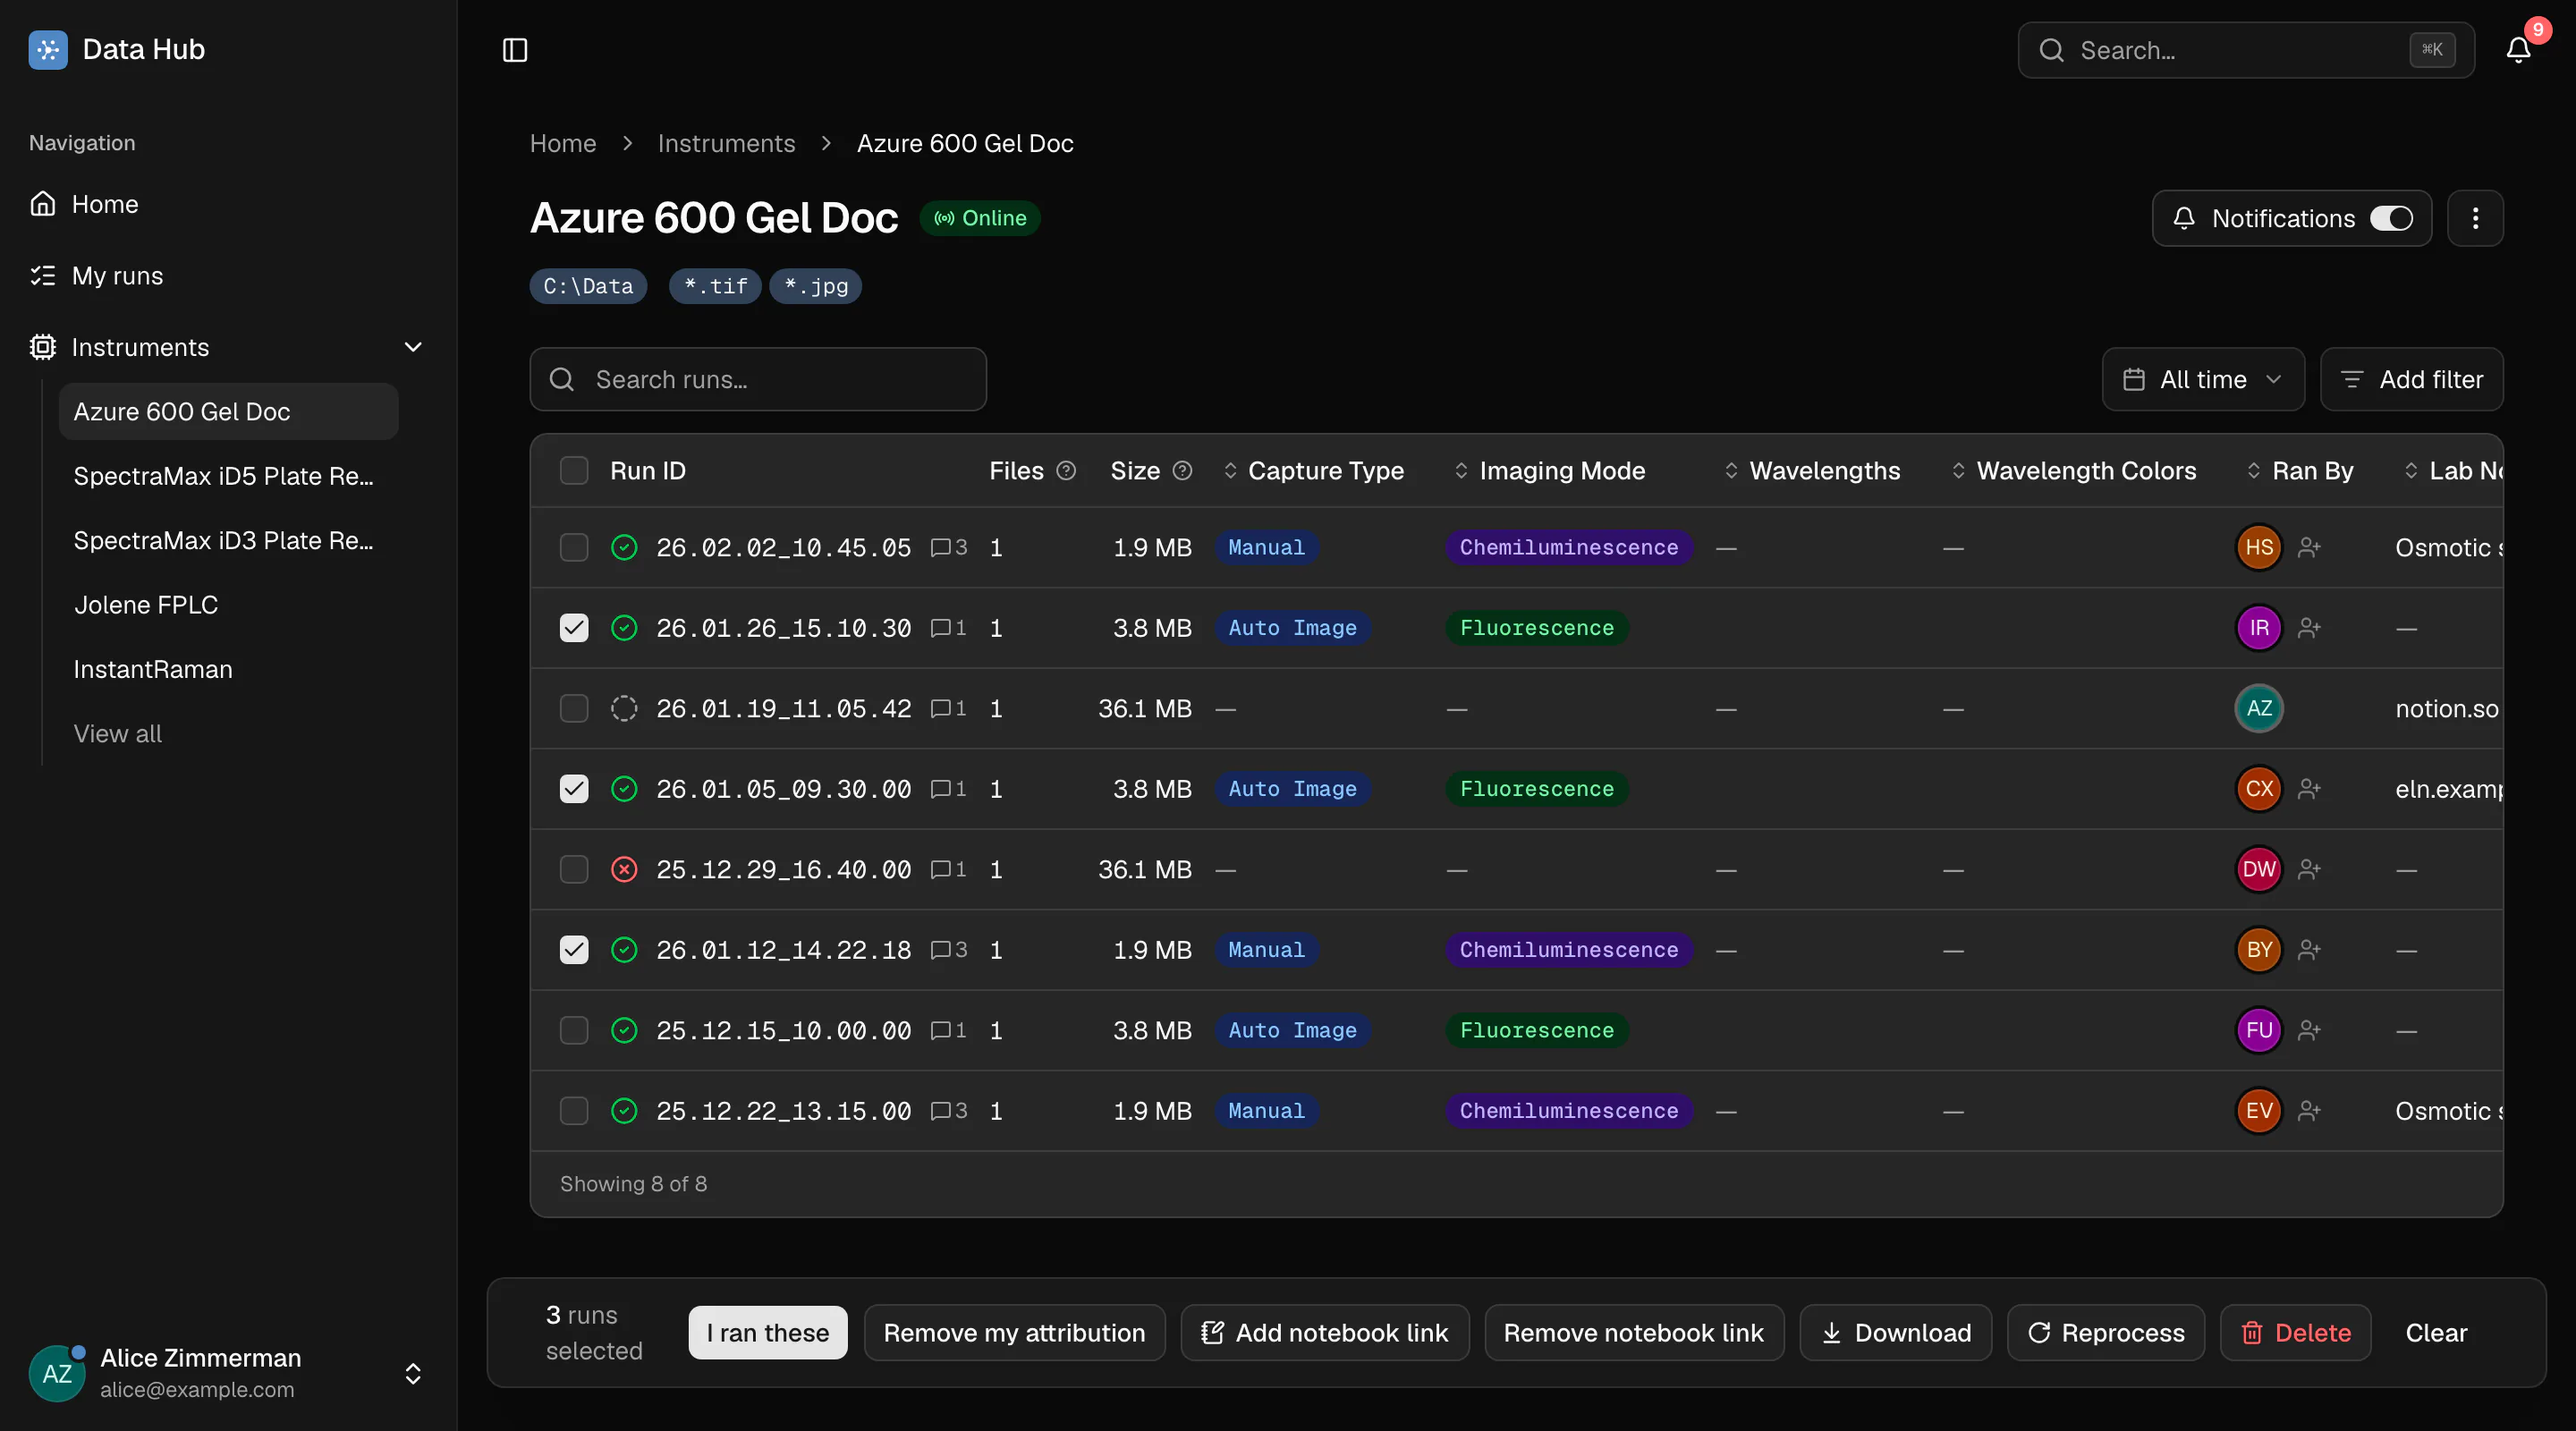 Data Hub
Search...
⌘K
9
Navigation
Home
My runs
Instruments
Azure 600 Gel Doc
SpectraMax iD5 Plate Re...
SpectraMax iD3 Plate Re...
Jolene FPLC
InstantRaman
View all
Home > Instruments > Azure 600 Gel Doc
Azure 600 Gel Doc
Online
Notifications
C:\Data *.tif *.jpg
Search runs...
All time
Add filter
Run ID Files Size Capture Type Imaging Mode Wavelengths Wavelength Colors Ran By Lab No
26.02.02_10.45.05 3 1 1.9 MB Manual Chemiluminescence — — HS Osmotic s
26.01.26_15.10.30 1 1 3.8 MB Auto Image Fluorescence IR —
26.01.19_11.05.42 1 1 36.1 MB — — — — AZ notion.so
26.01.05_09.30.00 1 1 3.8 MB Auto Image Fluorescence CX eln.examp
25.12.29_16.40.00 1 1 36.1 MB — — — — DW —
26.01.12_14.22.18 3 1 1.9 MB Manual Chemiluminescence — — BY —
25.12.15_10.00.00 1 1 3.8 MB Auto Image Fluorescence FU —
25.12.22_13.15.00 3 1 1.9 MB Manual Chemiluminescence — — EV Osmotic s
Showing 8 of 8
3 runs
selected
I ran these
Remove my attribution
Add notebook link
Remove notebook link
Download
Reprocess
Delete
Clear
AZ
Alice Zimmerman
alice@example.com